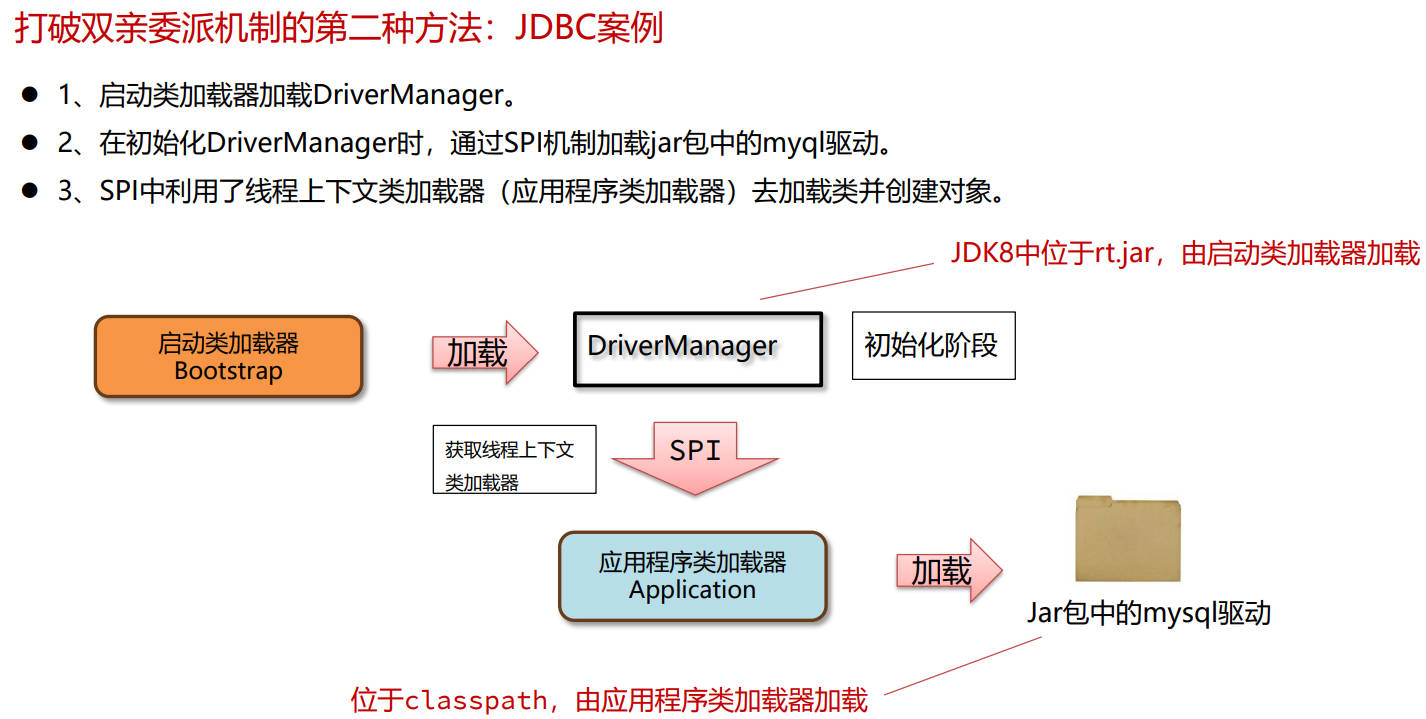 打破双亲委派机制的第二种方法：JDBC案例
● 1、启动类加载器加载DriverManager。
● 2、在初始化DriverManager时，通过SPI机制加载jar包中的myql驱动。
● 3、SPI中利用了线程上下文类加载器（应用程序类加载器）去加载类并创建对象。
JDK8中位于rt.jar，由启动类加载器加载
启动类加载器
Bootstrap
加载
DriverManager
初始化阶段
获取线程上下文
类加载器
SPI
应用程序类加载器
Application
加载
Jar包中的mysql驱动
位于classpath，由应用程序类加载器加载